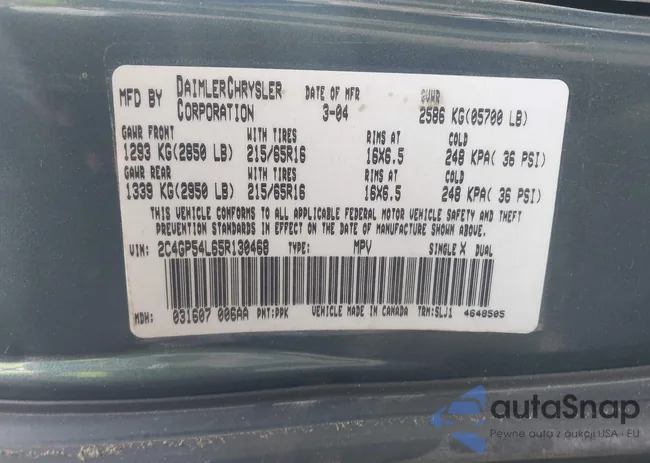 MFD BY DAIMLERCHRYSLER CORPORATION DATE OF MFR 3-04 GVWR 2586 KG(05700 LB)
GAWR FRONT WITH TIRES RIMS AT COLD
1293 KG(2850 LB) 215/65R16 16X6.5 248 KPA( 36 PSI)
GAWR REAR WITH TIRES RIMS AT COLD
1339 KG(2950 LB) 215/65R16 16X6.5 248 KPA( 36 PSI)
THIS VEHICLE CONFORMS TO ALL APPLICABLE FEDERAL MOTOR VEHICLE SAFETY AND THEFT
PREVENTION STANDARDS IN EFFECT ON THE DATE OF MANUFACTURE SHOWN ABOVE.
VIN: 2C4GP54L65R130468 TYPE: MPV SINGLE X DUAL
MDH: 031607 006AA PNT:PPK VEHICLE MADE IN CANADA TRM:SLJ1 4648505
autaSnap
Pewne auta z aukcji USA - EU